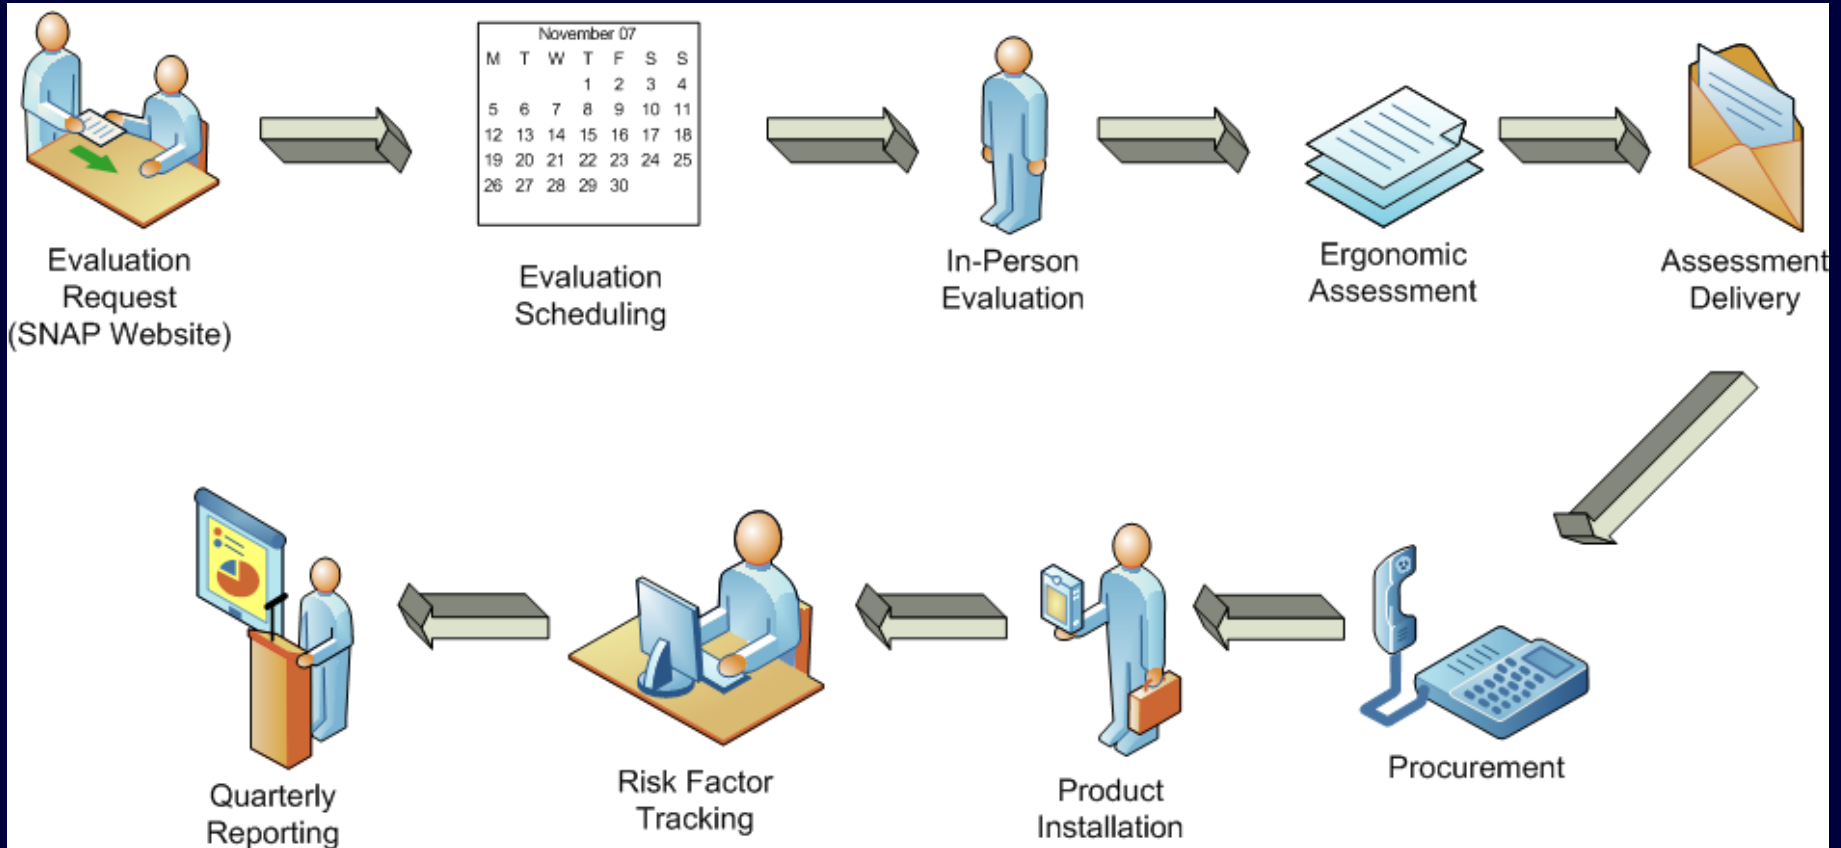 Evaluation
Request
(SNAP Website)
November 07
M T W T F S S
1 2 3 4
5 6 7 8 9 10 11
12 13 14 15 16 17 18
19 20 21 22 23 24 25
26 27 28 29 30
Evaluation
Scheduling
In-Person
Evaluation
Ergonomic
Assessment
Assessment
Delivery
Procurement
Product
Installation
Risk Factor
Tracking
Quarterly
Reporting